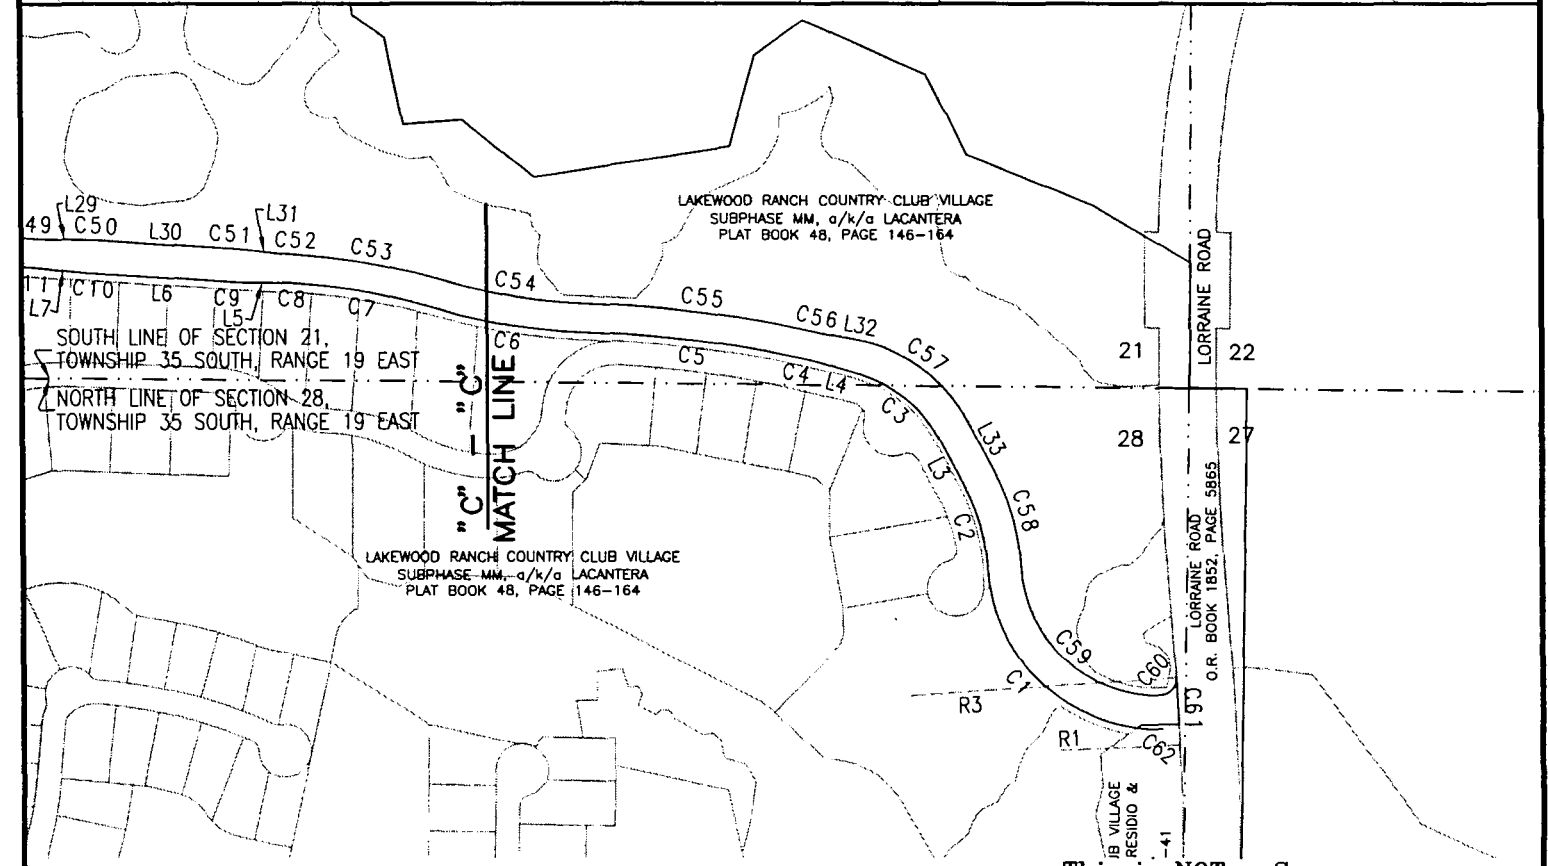 LAKEWOOD RANCH COUNTRY CLUB VILLAGE
SUBPHASE MM, a/k/a LACANTERA
PLAT BOOK 48, PAGE 146-164
L29
L31
49
C50
L30
C51
C52
C53
C54
C55
C56
L32
C57
11
C10
L6
C9
C8
C7
L7
L5
C6
C5
C4
L4
C3
SOUTH LINE OF SECTION 21,
TOWNSHIP 35 SOUTH, RANGE 19 EAST
NORTH LINE OF SECTION 28,
TOWNSHIP 35 SOUTH, RANGE 19 EAST
"C" – "C"
MATCH LINE
LORRAINE ROAD
21
22
28
27
L33
L3
C58
C2
LORRAINE ROAD
O.R. BOOK 1852, PAGE 5865
LAKEWOOD RANCH COUNTRY CLUB VILLAGE
SUBPHASE MM, a/k/a LACANTERA
PLAT BOOK 48, PAGE 146-164
C59
C60
C1
C61
R3
R1
C62
UB VILLAGE
RESIDIO &
-41